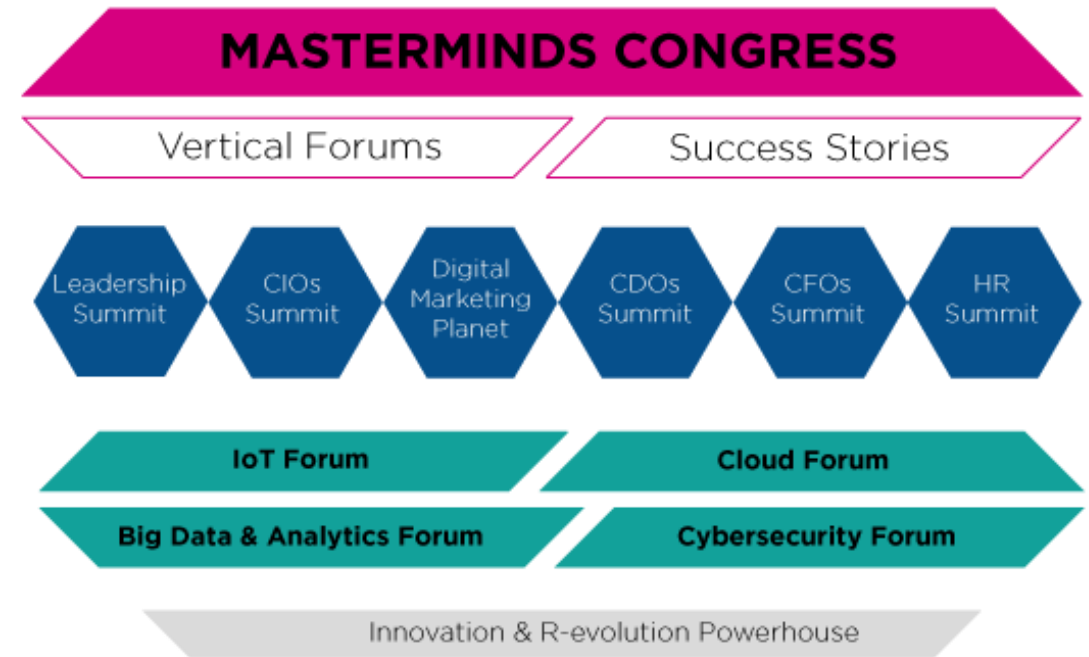 MASTERMINDS CONGRESS
Vertical Forums
Success Stories
Leadership
Summit
CIOs
Summit
Digital
Marketing
Planet
CDOs
Summit
CFOs
Summit
HR
Summit
IoT Forum
Cloud Forum
Big Data & Analytics Forum
Cybersecurity Forum
Innovation & R-evolution Powerhouse